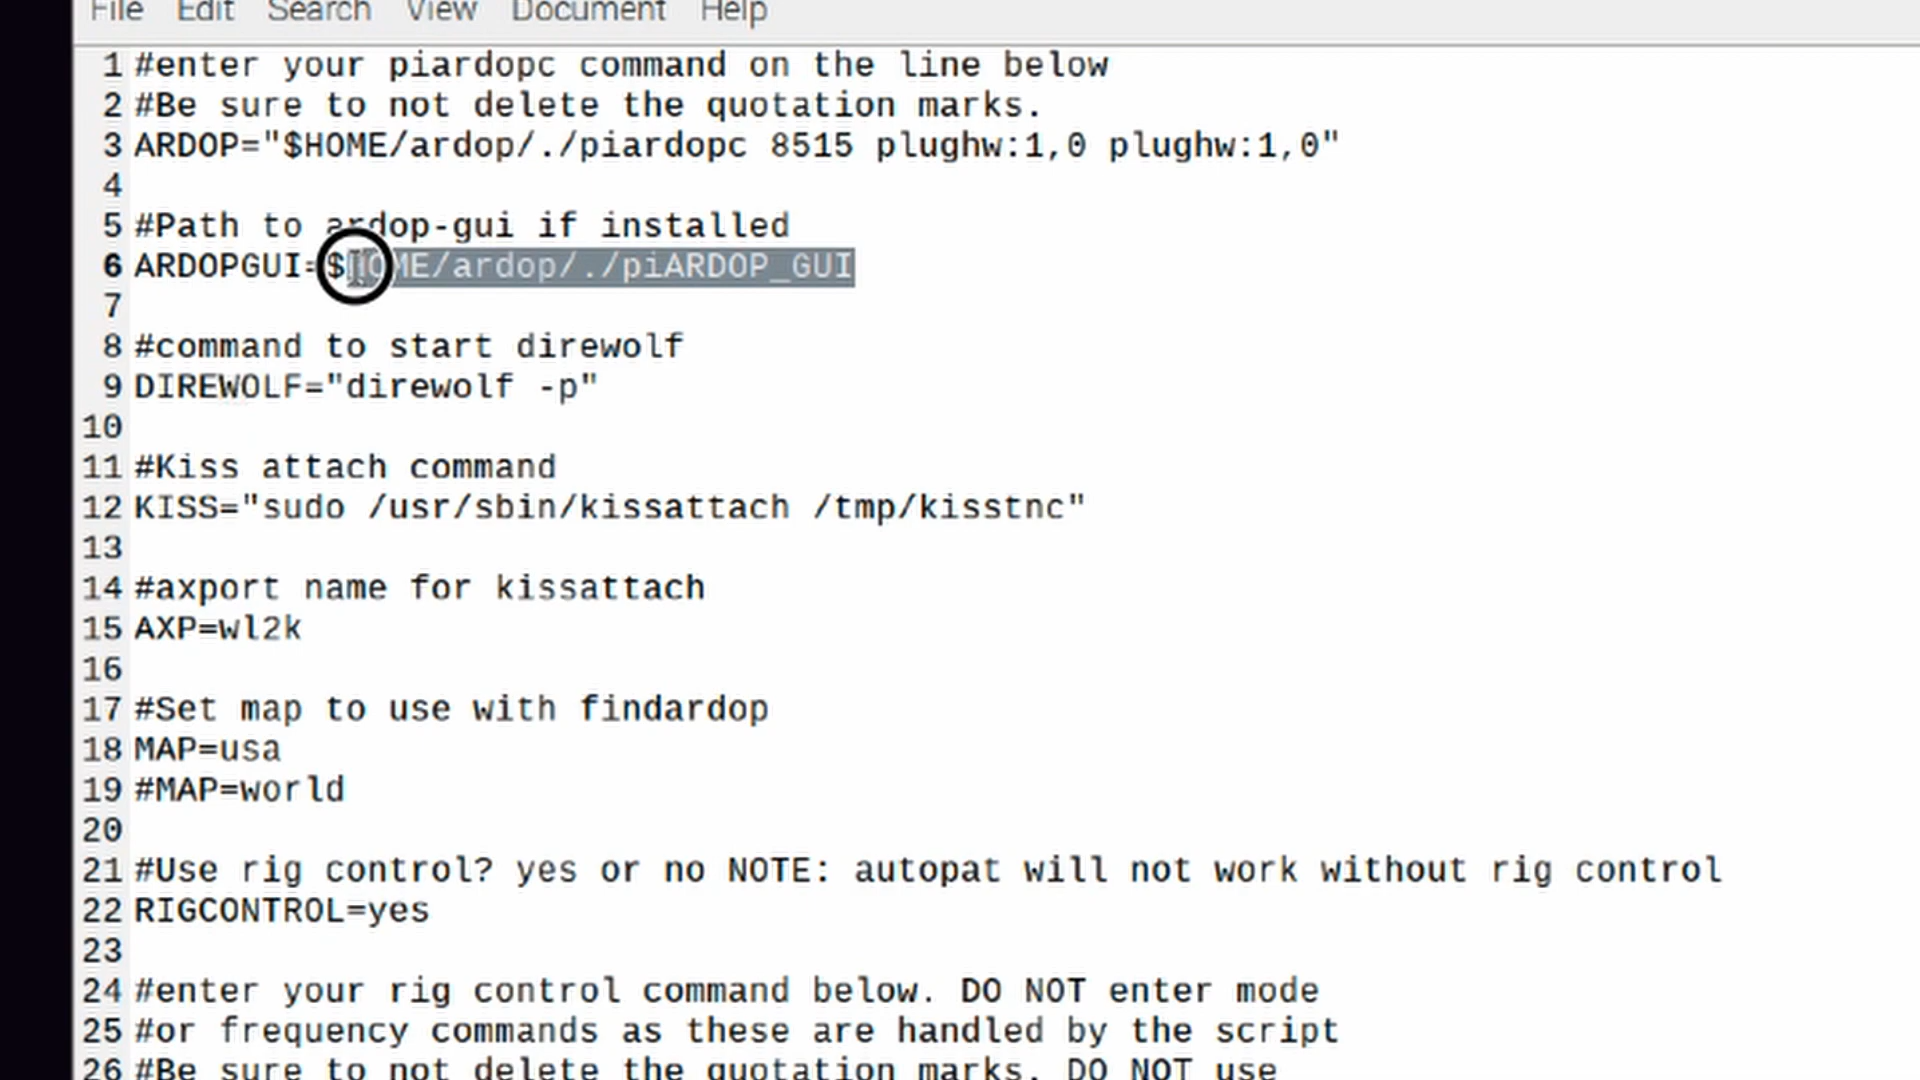 File Edit Search View Document Help
1 #enter your piardopc command on the line below
2 #Be sure to not delete the quotation marks.
3 ARDOP="$HOME/ardop/./piardopc 8515 plughw:1,0 plughw:1,0"
4
5 #Path to ardop-gui if installed
6 ARDOPGUI=$HOME/ardop/./piARDOP_GUI
7
8 #command to start direwolf
9 DIREWOLF="direwolf -p"
10
11 #Kiss attach command
12 KISS="sudo /usr/sbin/kissattach /tmp/kisstnc"
13
14 #axport name for kissattach
15 AXP=wl2k
16
17 #Set map to use with findardop
18 MAP=usa
19 #MAP=world
20
21 #Use rig control? yes or no NOTE: autopat will not work without rig control
22 RIGCONTROL=yes
23
24 #enter your rig control command below. DO NOT enter mode
25 #or frequency commands as these are handled by the script
26 #Be sure to not delete the quotation marks. DO NOT use